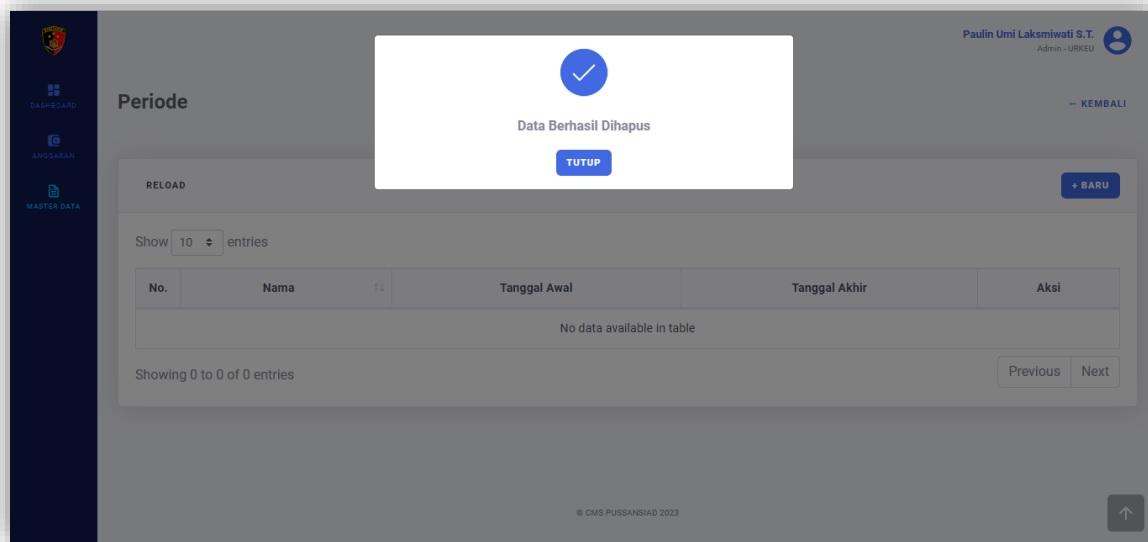 Paulin Umi Laksmiwati S.T.
Admin - URKEU
DASHBOARD
ANGGARAN
MASTER DATA
Periode
← KEMBALI
Data Berhasil Dihapus
TUTUP
RELOAD
+ BARU
Show 10 entries
No. Nama Tanggal Awal Tanggal Akhir Aksi
No data available in table
Showing 0 to 0 of 0 entries
Previous Next
© CMS PUSSANSIAD 2023